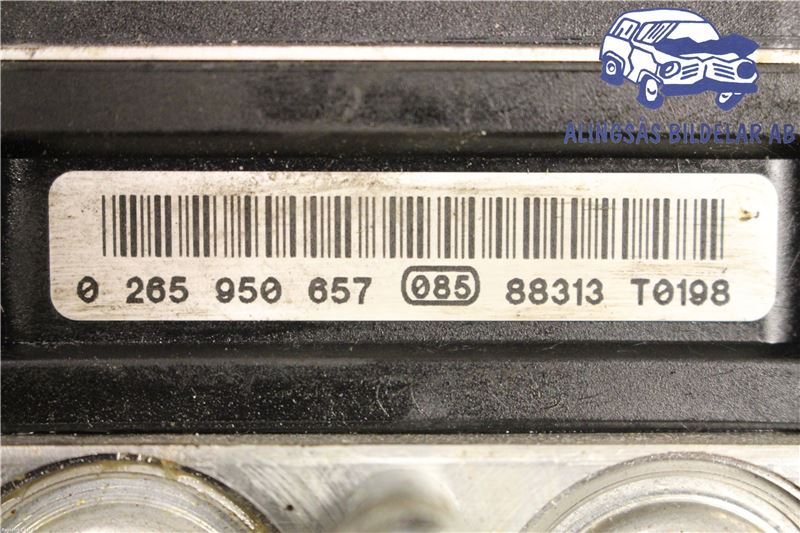 ALINGSÅS BILDELAR AB
0 265 950 657 085 88313 T0198